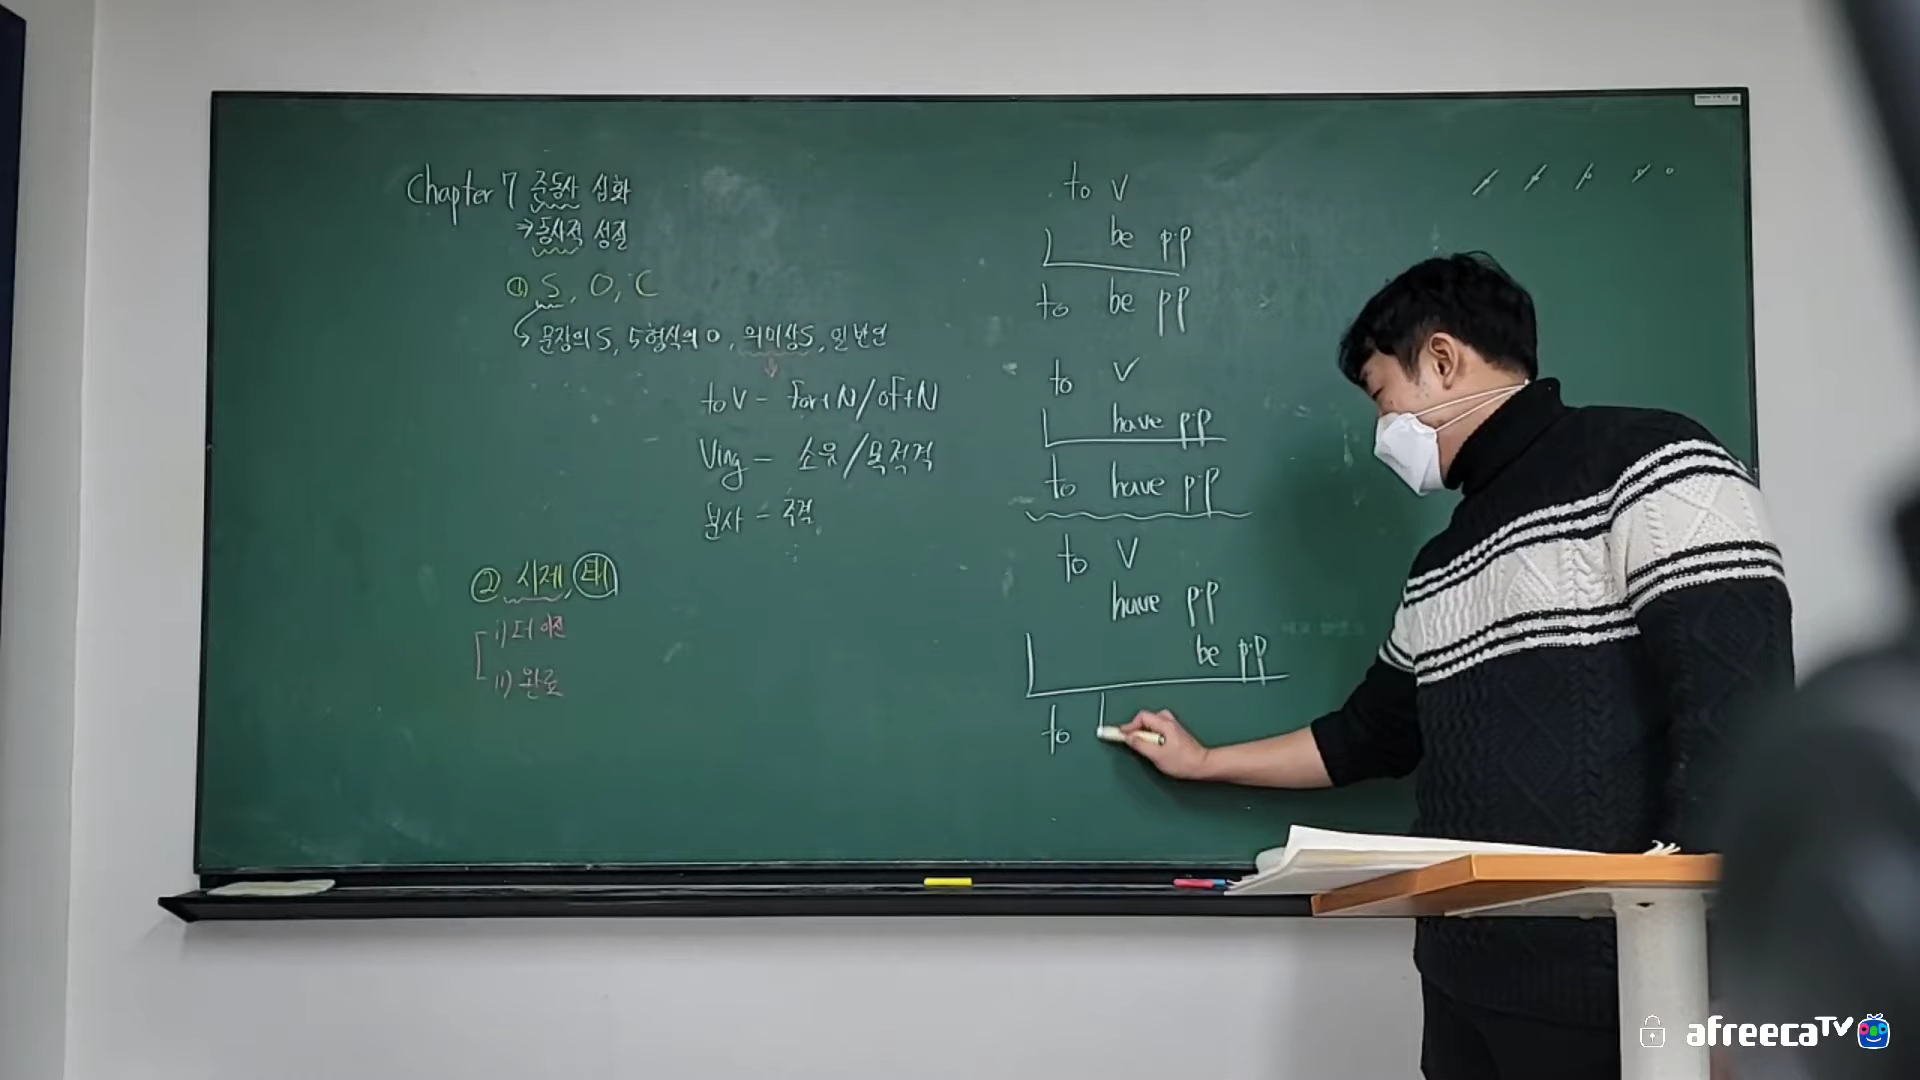 Chapter 7 준동사 심화
→ 동사적 성질
① S, O, C
문장의 S, 5형식의 O, 의미상S, 일반인
to V - for+N/of+N
Ving - 소유/목적격
분사 - 주격
② 시제, 태
i) 더 이전
ii) 완료
to V
be p.p
to be pp
to V
have p.p
to have p.p
to V
have p.p
be p.p
to
afreecaTV